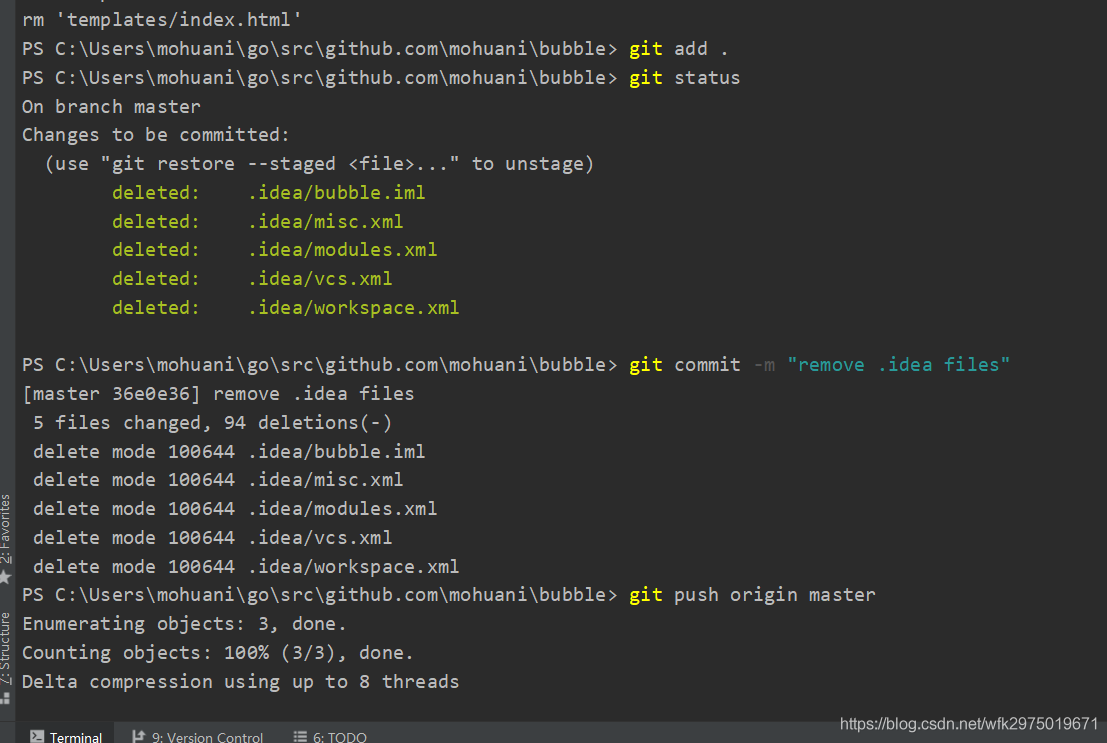 rm 'templates/index.html'
PS C:\Users\mohuani\go\src\github.com\mohuani\bubble> git add .
PS C:\Users\mohuani\go\src\github.com\mohuani\bubble> git status
On branch master
Changes to be committed:
  (use "git restore --staged <file>..." to unstage)
        deleted:    .idea/bubble.iml
        deleted:    .idea/misc.xml
        deleted:    .idea/modules.xml
        deleted:    .idea/vcs.xml
        deleted:    .idea/workspace.xml
PS C:\Users\mohuani\go\src\github.com\mohuani\bubble> git commit -m "remove .idea files"
[master 36e0e36] remove .idea files
 5 files changed, 94 deletions(-)
 delete mode 100644 .idea/bubble.iml
 delete mode 100644 .idea/misc.xml
 delete mode 100644 .idea/modules.xml
 delete mode 100644 .idea/vcs.xml
 delete mode 100644 .idea/workspace.xml
PS C:\Users\mohuani\go\src\github.com\mohuani\bubble> git push origin master
Enumerating objects: 3, done.
Counting objects: 100% (3/3), done.
Delta compression using up to 8 threads
2: Favorites
7: Structure
Terminal
9: Version Control
6: TODO
https://blog.csdn.net/wfk2975019671